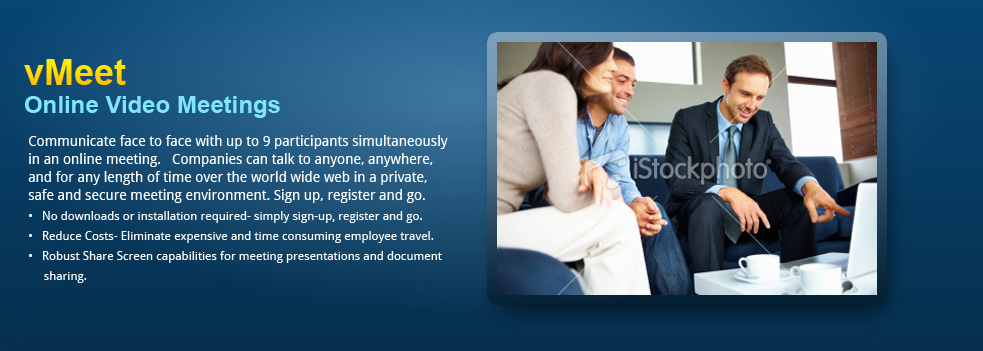 vMeet
Online Video Meetings
Communicate face to face with up to 9 participants simultaneously
in an online meeting. Companies can talk to anyone, anywhere,
and for any length of time over the world wide web in a private,
safe and secure meeting environment. Sign up, register and go.
• No downloads or installation required- simply sign-up, register and go.
• Reduce Costs- Eliminate expensive and time consuming employee travel.
• Robust Share Screen capabilities for meeting presentations and document
sharing.
iStockphoto